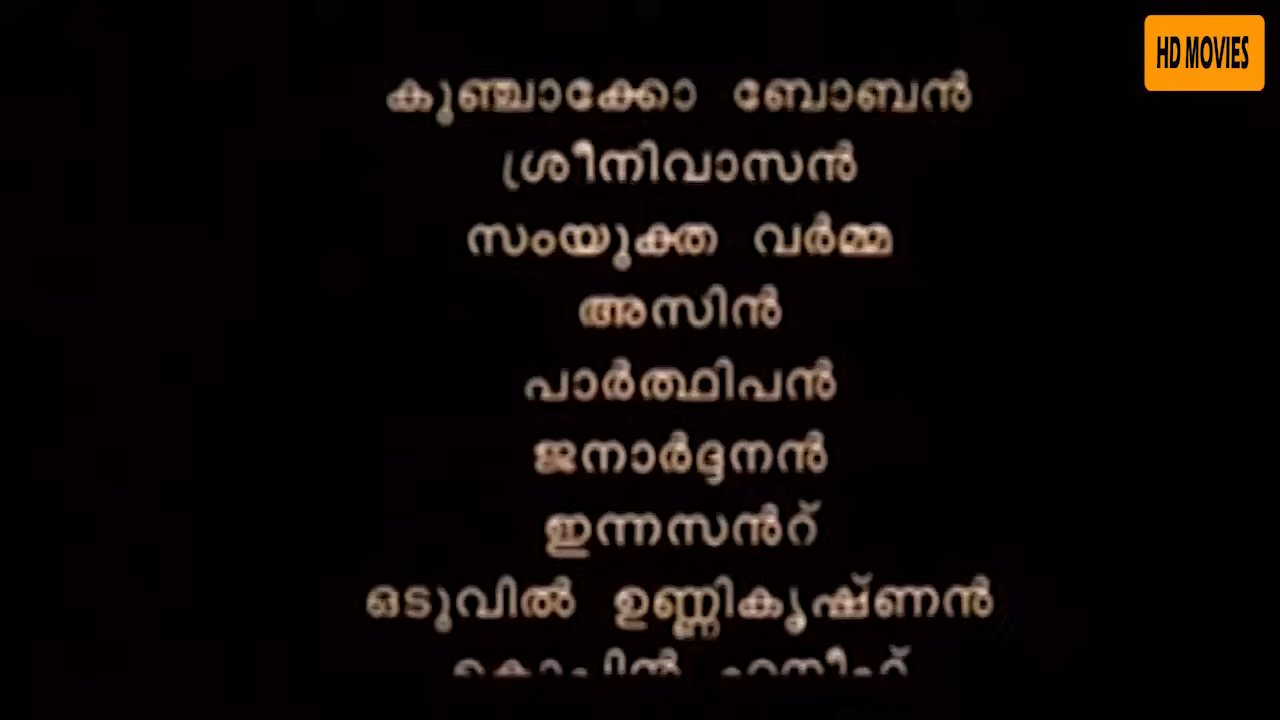 HD MOVIES
കുഞ്ചാക്കോ ബോബൻ
ശ്രീനിവാസൻ
സംയുക്ത വർമ്മ
അസിൻ
പാർത്ഥിപൻ
ജനാർദ്ദനൻ
ഇന്നസൻറ്
ഒടുവിൽ ഉണ്ണികൃഷ്ണൻ